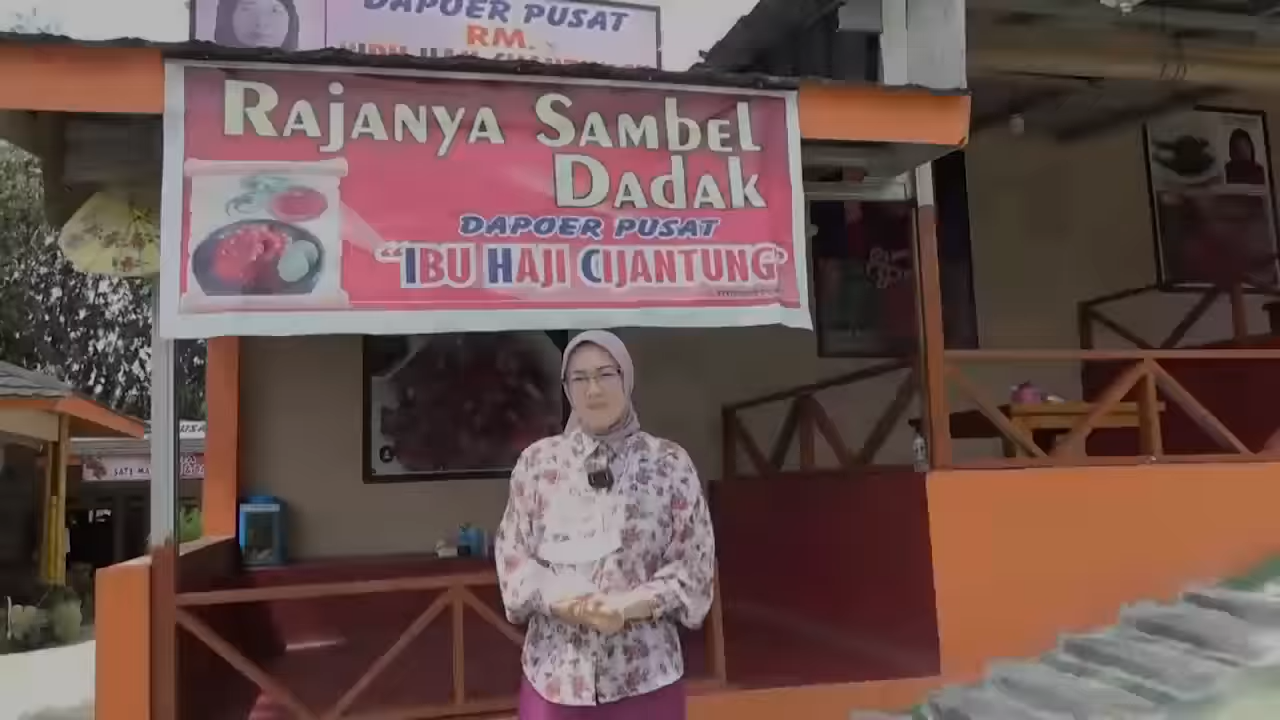 DAPOER PUSAT
RM.
RAJANYA SAMBEL
DADAK
DAPOER PUSAT
"IBU HAJI CIJANTUNG"